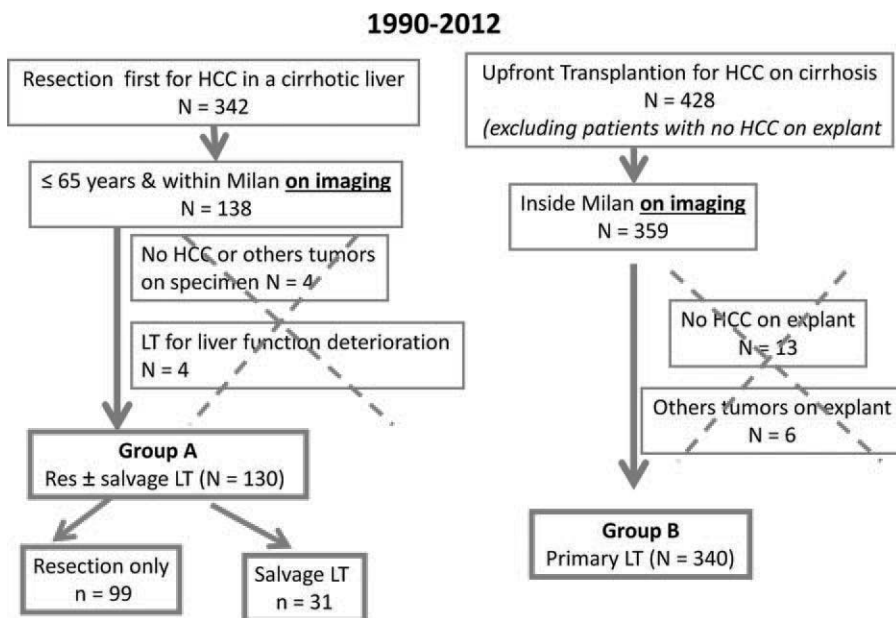 1990-2012
Resection first for HCC in a cirrhotic liver
N = 342
≤ 65 years & within Milan on imaging
N = 138
No HCC or others tumors
on specimen N = 4
LT for liver function deterioration
N = 4
Group A
Res ± salvage LT (N = 130)
Resection only
n = 99
Salvage LT
n = 31
Upfront Transplantion for HCC on cirrhosis
N = 428
(excluding patients with no HCC on explant
Inside Milan on imaging
N = 359
No HCC on explant
N = 13
Others tumors on explant
N = 6
Group B
Primary LT (N = 340)